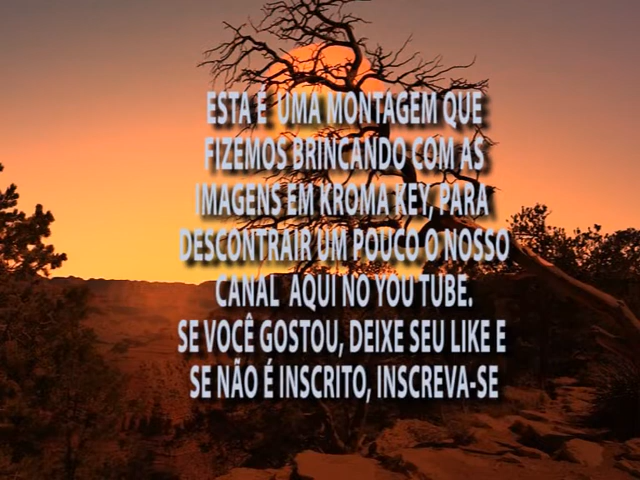 ESTA É UMA MONTAGEM QUE
FIZEMOS BRINCANDO COM AS
IMAGENS EM KROMA KEY, PARA
DESCONTRAIR UM POUCO O NOSSO
CANAL AQUI NO YOU TUBE.
SE VOCÊ GOSTOU, DEIXE SEU LIKE E
SE NÃO É INSCRITO, INSCREVA-SE